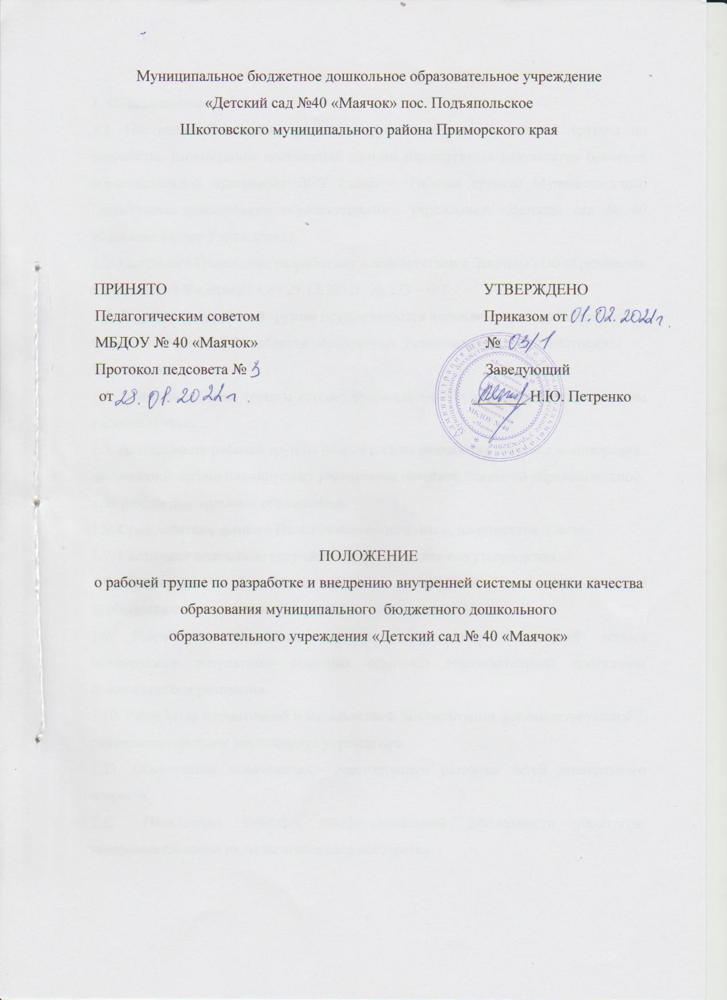 Муниципальное бюджетное дошкольное образовательное учреждение
«Детский сад №40 «Маячок» пос. Подъяпольское
Шкотовского муниципального района Приморского края
ПРИНЯТО
Педагогическим советом
МБДОУ № 40 «Маячок»
Протокол педсовета № 3
от 28.01.2022г.
УТВЕРЖДЕНО
Приказом от 01.02.2022г.
№ 03/1
Заведующий
_______ Н.Ю. Петренко
ПОЛОЖЕНИЕ
о рабочей группе по разработке и внедрению внутренней системы оценки качества
образования муниципального бюджетного дошкольного
образовательного учреждения «Детский сад № 40 «Маячок»